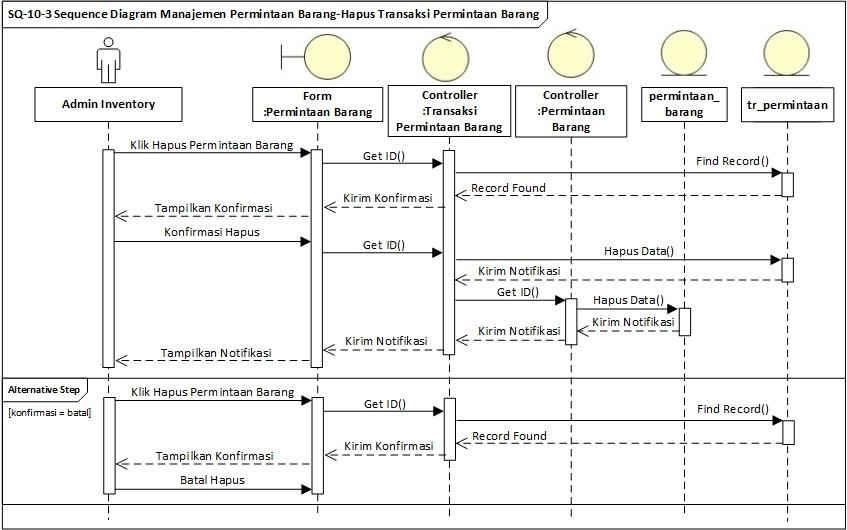 SQ-10-3 Sequence Diagram Manajemen Permintaan Barang-Hapus Transaksi Permintaan Barang
Admin Inventory
Form
:Permintaan Barang
Controller
:Transaksi
Permintaan Barang
Controller
:Permintaan
Barang
permintaan_
barang
tr_permintaan
Klik Hapus Permintaan Barang
Get ID()
Find Record()
Record Found
Kirim Konfirmasi
Tampilkan Konfirmasi
Konfirmasi Hapus
Get ID()
Hapus Data()
Kirim Notifikasi
Get ID()
Hapus Data()
Kirim Notifikasi
Kirim Notifikasi
Kirim Notifikasi
Tampilkan Notifikasi
Alternative Step
[konfirmasi = batal]
Klik Hapus Permintaan Barang
Get ID()
Find Record()
Record Found
Kirim Konfirmasi
Tampilkan Konfirmasi
Batal Hapus